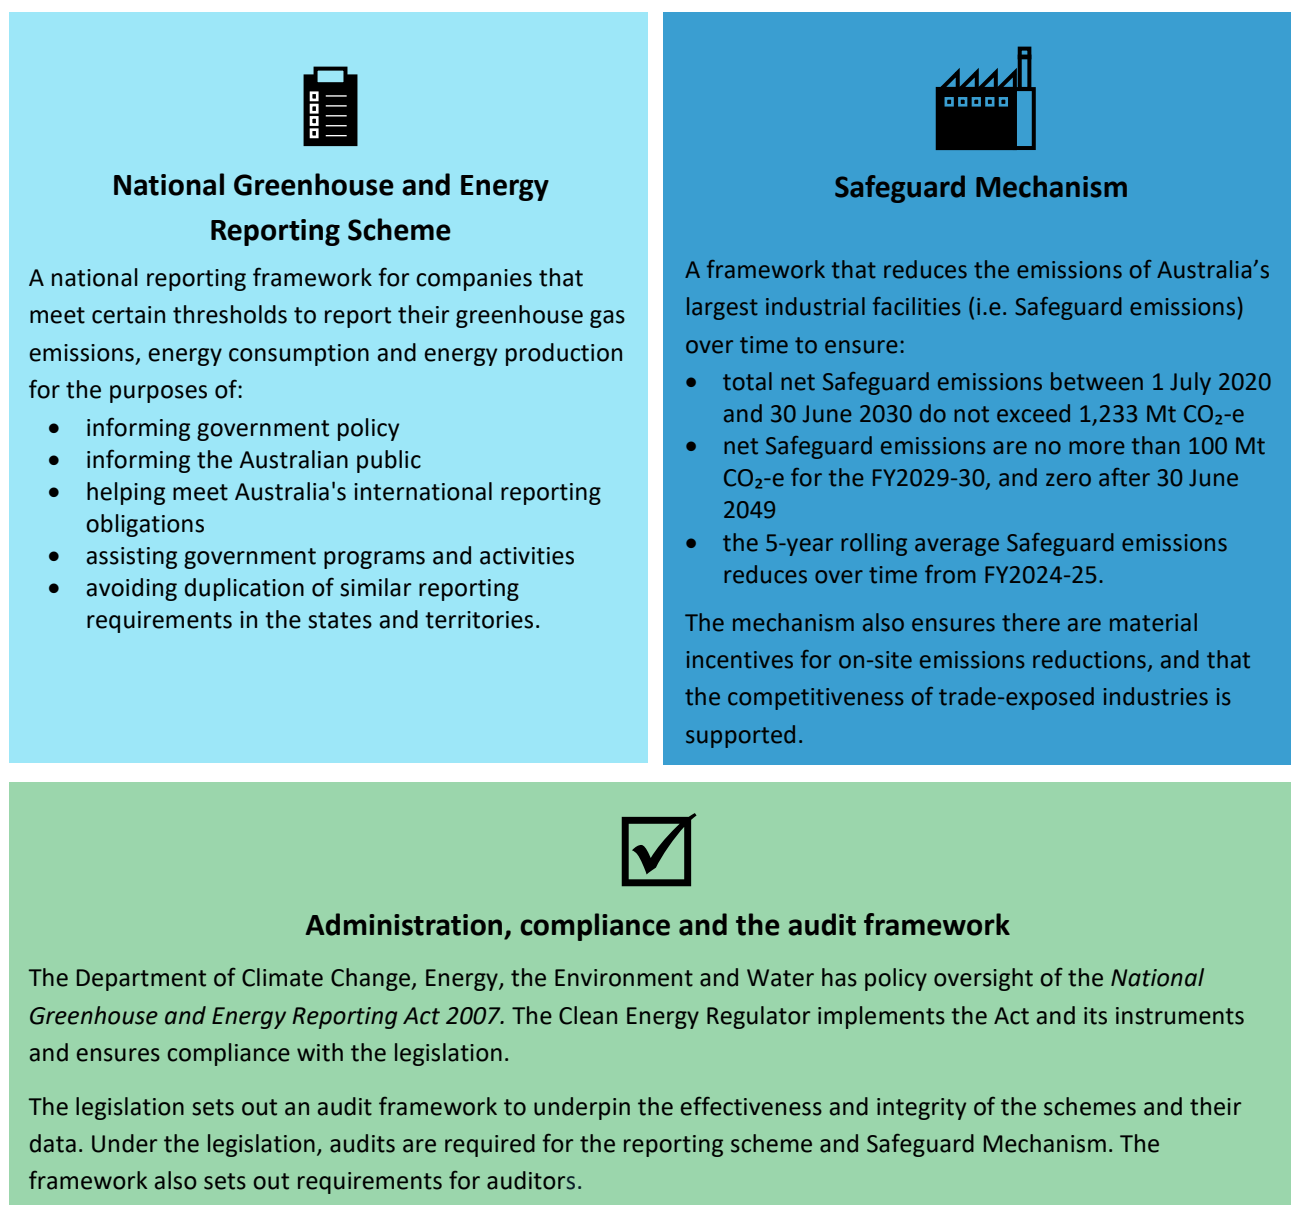 National Greenhouse and Energy
Reporting Scheme
A national reporting framework for companies that
meet certain thresholds to report their greenhouse gas
emissions, energy consumption and energy production
for the purposes of:
• informing government policy
• informing the Australian public
• helping meet Australia's international reporting
obligations
• assisting government programs and activities
• avoiding duplication of similar reporting
requirements in the states and territories.
Safeguard Mechanism
A framework that reduces the emissions of Australia’s
largest industrial facilities (i.e. Safeguard emissions)
over time to ensure:
• total net Safeguard emissions between 1 July 2020
and 30 June 2030 do not exceed 1,233 Mt CO₂-e
• net Safeguard emissions are no more than 100 Mt
CO₂-e for the FY2029-30, and zero after 30 June
2049
• the 5-year rolling average Safeguard emissions
reduces over time from FY2024-25.
The mechanism also ensures there are material
incentives for on-site emissions reductions, and that
the competitiveness of trade-exposed industries is
supported.
Administration, compliance and the audit framework
The Department of Climate Change, Energy, the Environment and Water has policy oversight of the National
Greenhouse and Energy Reporting Act 2007. The Clean Energy Regulator implements the Act and its instruments
and ensures compliance with the legislation.
The legislation sets out an audit framework to underpin the effectiveness and integrity of the schemes and their
data. Under the legislation, audits are required for the reporting scheme and Safeguard Mechanism. The
framework also sets out requirements for auditors.